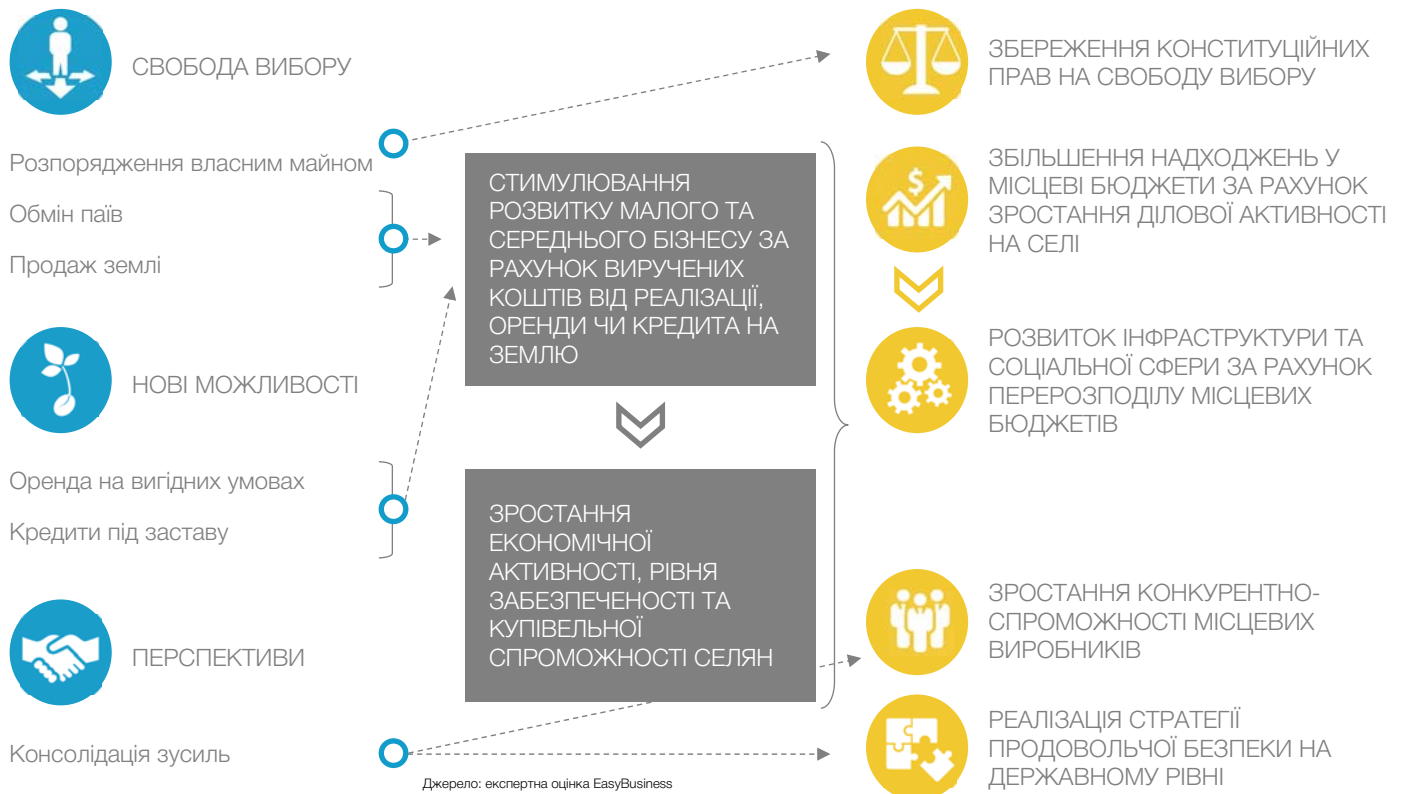 СВОБОДА ВИБОРУ
Розпорядження власним майном
Обмін паїв
Продаж землі
НОВІ МОЖЛИВОСТІ
Оренда на вигідних умовах
Кредити під заставу
ПЕРСПЕКТИВИ
Консолідація зусиль
СТИМУЛЮВАННЯ
РОЗВИТКУ МАЛОГО ТА
СЕРЕДНЬОГО БІЗНЕСУ ЗА
РАХУНОК ВИРУЧЕНИХ
КОШТІВ ВІД РЕАЛІЗАЦІЇ,
ОРЕНДИ ЧИ КРЕДИТА НА
ЗЕМЛЮ
ЗРОСТАННЯ
ЕКОНОМІЧНОЇ
АКТИВНОСТІ, РІВНЯ
ЗАБЕЗПЕЧЕНОСТІ ТА
КУПІВЕЛЬНОЇ
СПРОМОЖНОСТІ СЕЛЯН
ЗБЕРЕЖЕННЯ КОНСТИТУЦІЙНИХ
ПРАВ НА СВОБОДУ ВИБОРУ
$
ЗБІЛЬШЕННЯ НАДХОДЖЕНЬ У
МІСЦЕВІ БЮДЖЕТИ ЗА РАХУНОК
ЗРОСТАННЯ ДІЛОВОЇ АКТИВНОСТІ
НА СЕЛІ
РОЗВИТОК ІНФРАСТРУКТУРИ ТА
СОЦІАЛЬНОЇ СФЕРИ ЗА РАХУНОК
ПЕРЕРОЗПОДІЛУ МІСЦЕВИХ
БЮДЖЕТІВ
ЗРОСТАННЯ КОНКУРЕНТНО-
СПРОМОЖНОСТІ МІСЦЕВИХ
ВИРОБНИКІВ
РЕАЛІЗАЦІЯ СТРАТЕГІЇ
ПРОДОВОЛЬЧОЇ БЕЗПЕКИ НА
ДЕРЖАВНОМУ РІВНІ
Джерело: експертна оцінка EasyBusiness